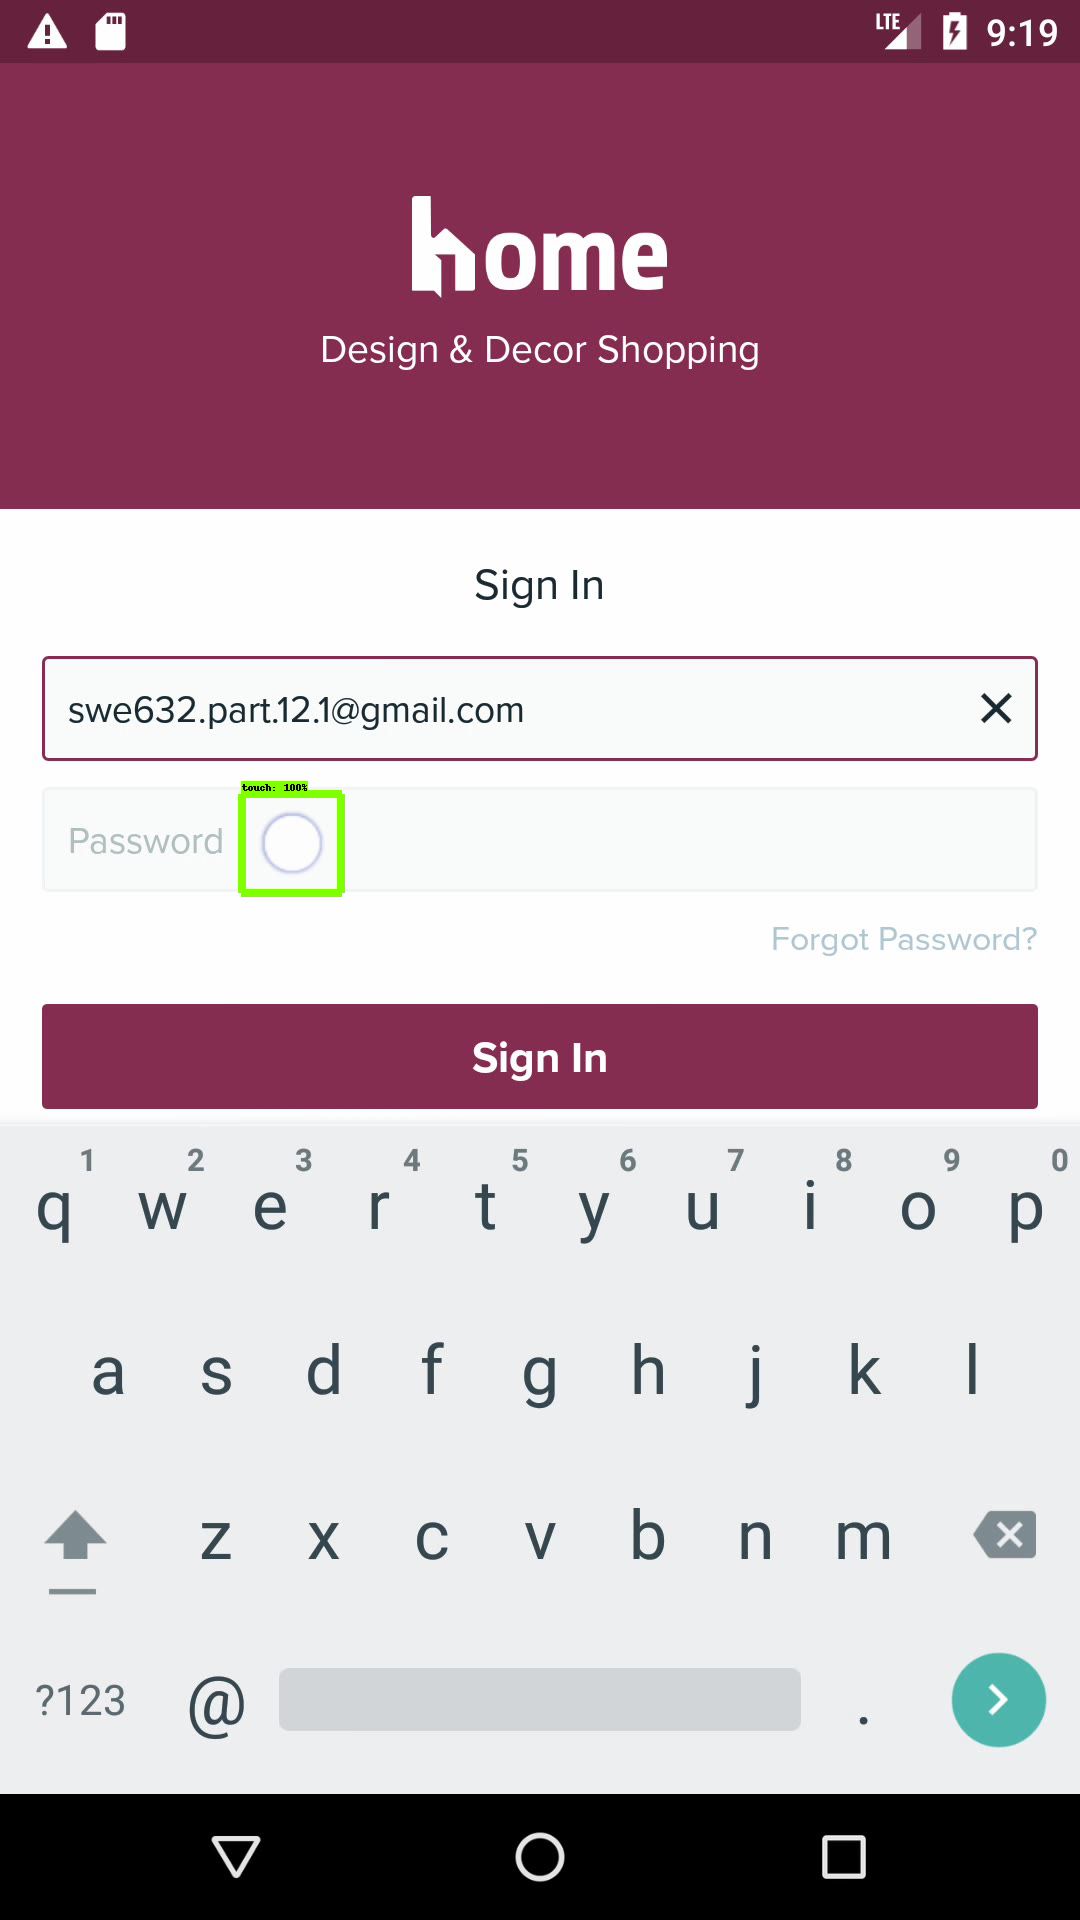 LTE 9:19
home
Design & Decor Shopping
Sign In
swe632.part.12.1@gmail.com
touch: 100%
Password
Forgot Password?
Sign In
1 2 3 4 5 6 7 8 9 0
q w e r t y u i o p
a s d f g h j k l
z x c v b n m
?123 @ .